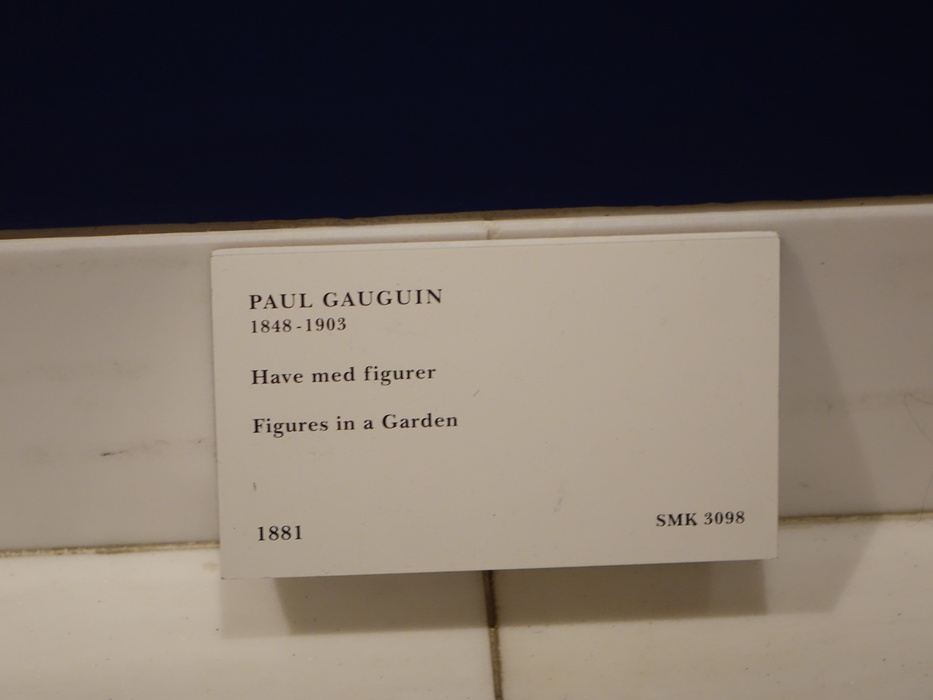 PAUL GAUGUIN
1848-1903
Have med figurer
Figures in a Garden
1881
SMK 3098